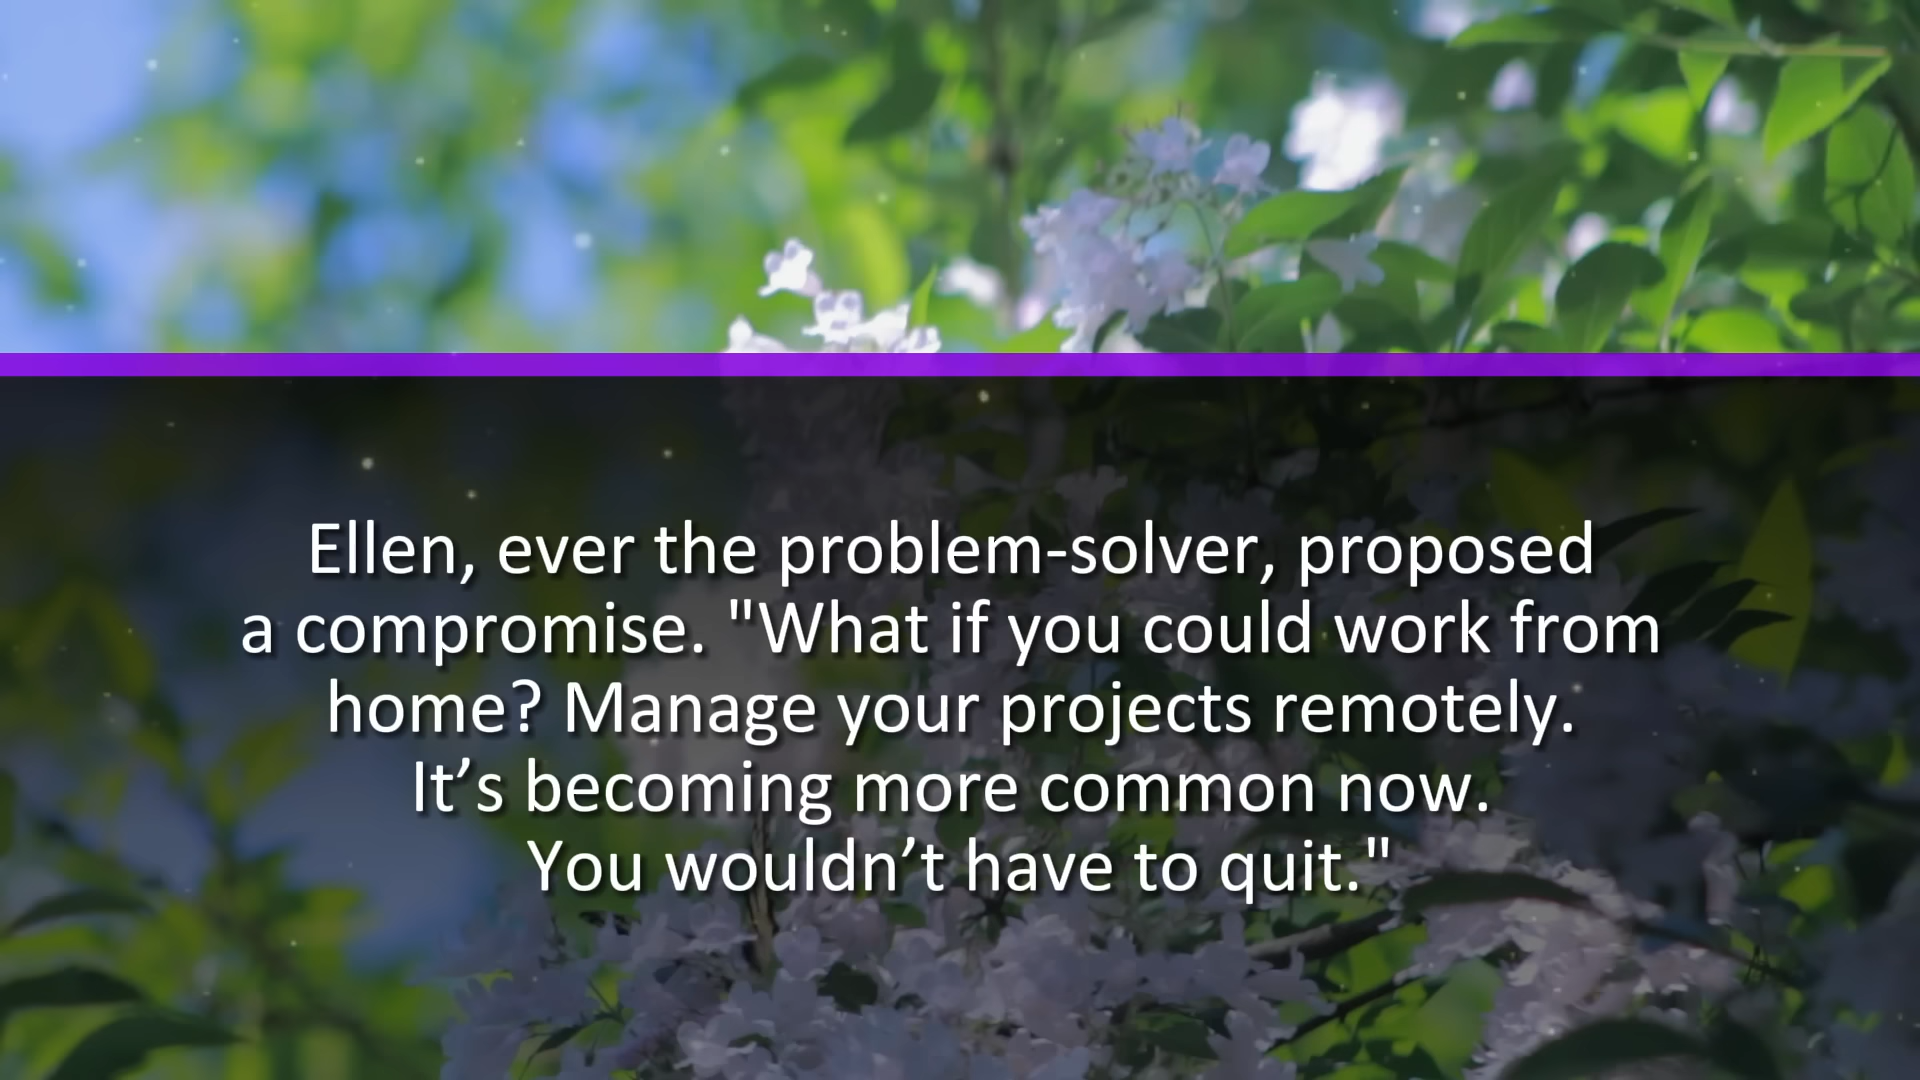 Ellen, ever the problem-solver, proposed
a compromise. "What if you could work from
home? Manage your projects remotely.
It’s becoming more common now.
You wouldn’t have to quit."